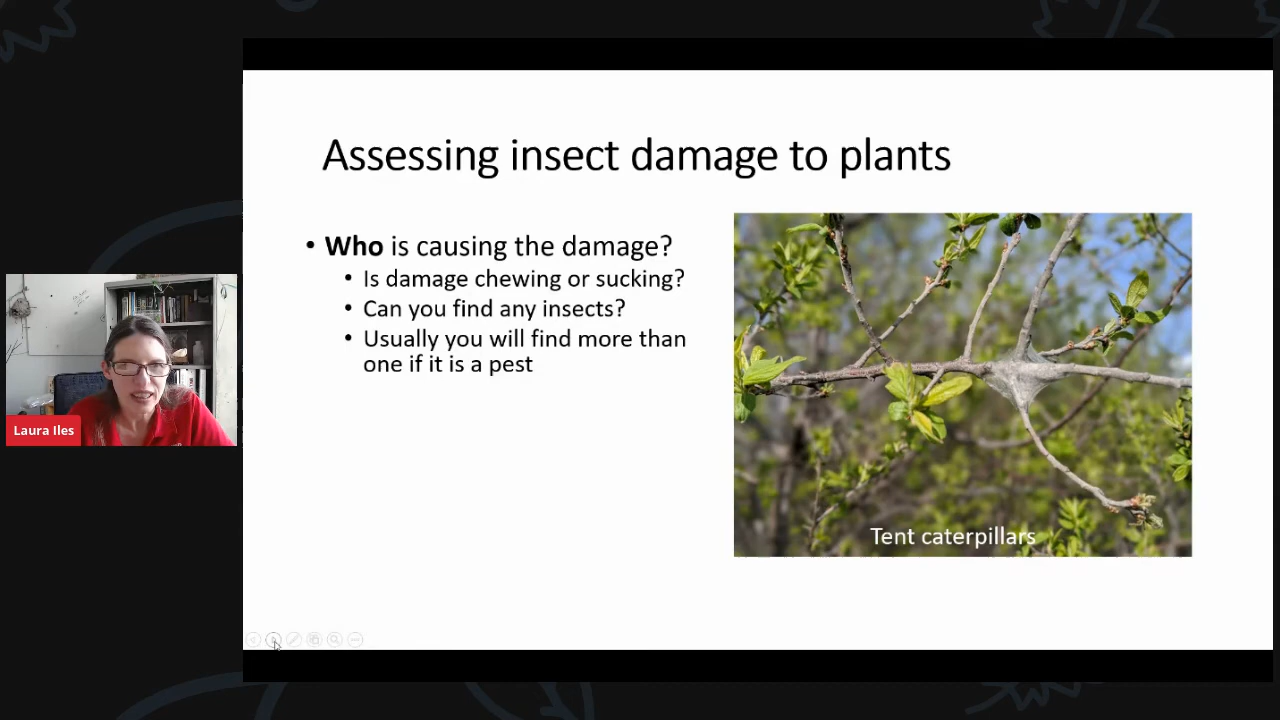 Assessing insect damage to plants
• Who is causing the damage?
• Is damage chewing or sucking?
• Can you find any insects?
• Usually you will find more than
one if it is a pest
Tent caterpillars
Laura Iles